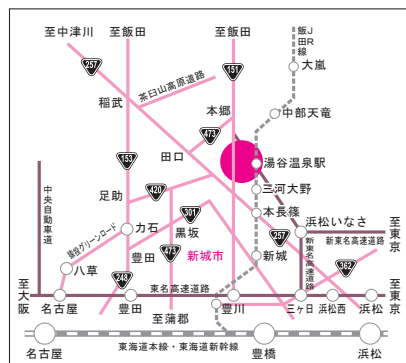 至中津川
至飯田
至飯田
飯田線
JR
257
151
大嵐
茶臼山高原道路
稲武
本郷
中部天竜
473
田口
湯谷温泉駅
153
420
足助
三河大野
中央自動車道
301
本長篠
浜松いなさ
至東京
力石
黒坂
257
猿投グリーンロード
豊田
473
新城市
新城
新東名高速道路
新東名高速道路
362
八草
248
東名高速道路
至大阪
名古屋
豊田
豊川
三ヶ日
浜松西
浜松
至東京
至蒲郡
名古屋
東海道本線・東海道新幹線
豊橋
浜松